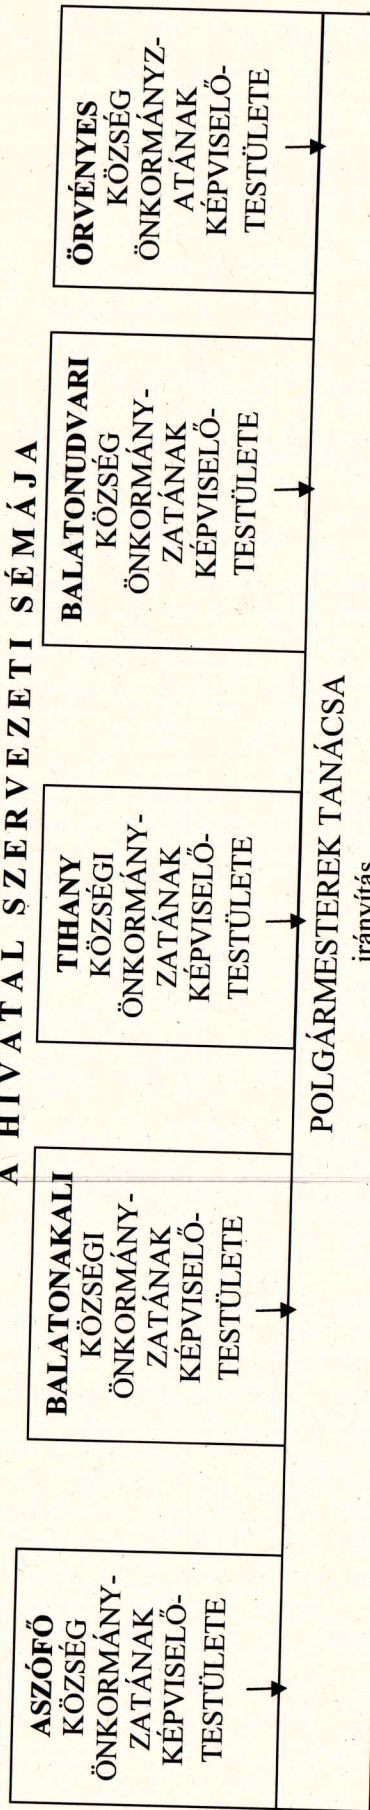 A HIVATAL SZERVEZETI SÉMÁJA
ASZÓFŐ
KÖZSÉG
ÖNKORMÁNY-
ZATÁNAK
KÉPVISELŐ-
TESTÜLETE
BALATONAKALI
KÖZSÉGI
ÖNKORMÁNY-
ZATÁNAK
KÉPVISELŐ-
TESTÜLETE
TIHANY
KÖZSÉGI
ÖNKORMÁNY-
ZATÁNAK
KÉPVISELŐ-
TESTÜLETE
BALATONUDVARI
KÖZSÉG
ÖNKORMÁNY-
ZATÁNAK
KÉPVISELŐ-
TESTÜLETE
ÖRVÉNYES
KÖZSÉG
ÖNKORMÁNYZ-
ATÁNAK
KÉPVISELŐ-
TESTÜLETE
POLGÁRMESTEREK TANÁCSA
irányítás